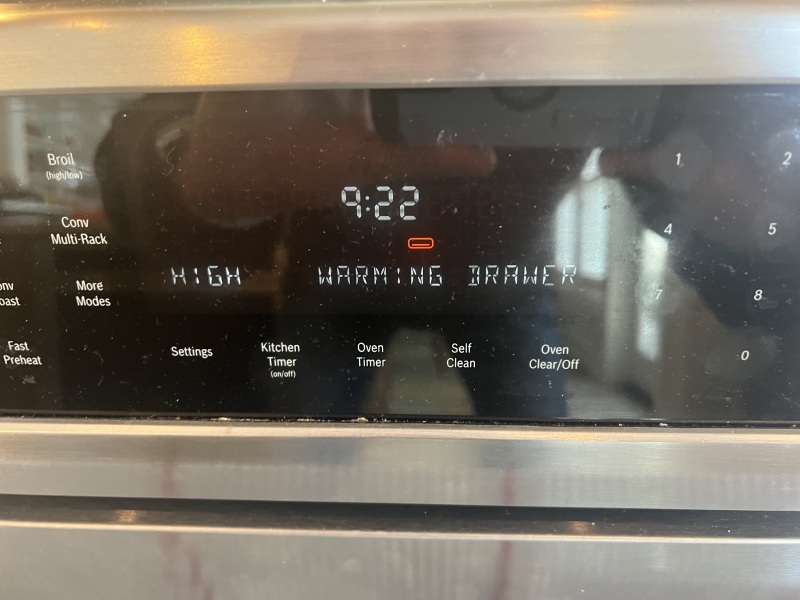 Broil
(high/low)
Conv
Multi-Rack
More
Modes
Fast
Preheat
9:22
HIGH WARMING DRAWER
Settings
Kitchen
Timer
(on/off)
Oven
Timer
Self
Clean
Oven
Clear/Off
1 2
4 5
7 8
0